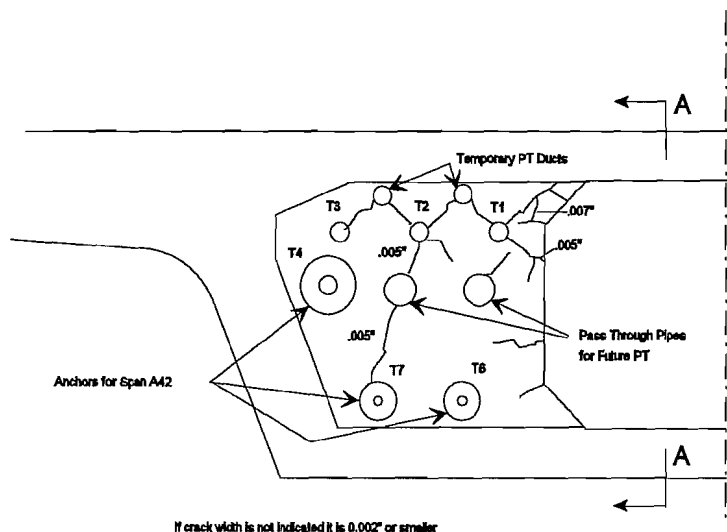 A
Temporary PT Ducts
T3
T2
T1
.007"
T4
.005"
.005"
.005"
Pass Through Pipes
for Future PT
Anchors for Span A42
T7
T6
A
If crack width is not indicated it is 0.002" or smaller